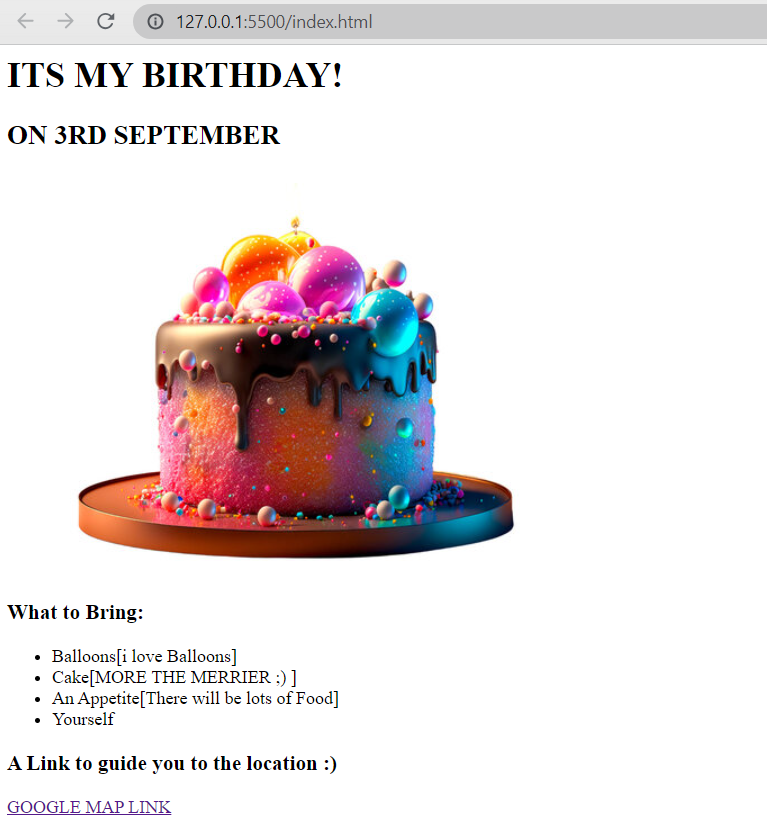 127.0.0.1:5500/index.html
ITS MY BIRTHDAY!
ON 3RD SEPTEMBER
What to Bring:
Balloons[i love Balloons]
Cake[MORE THE MERRIER ;) ]
An Appetite[There will be lots of Food]
Yourself
A Link to guide you to the location :)
GOOGLE MAP LINK